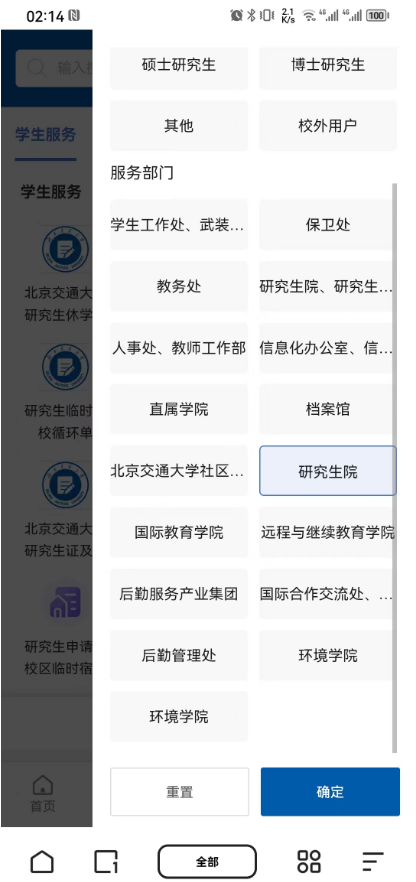 02:14
2.1 K/s 4G 4G 100
硕士研究生 博士研究生
输入
其他 校外用户
学生服务
服务部门
学生服务
学生工作处、武装... 保卫处
教务处 研究生院、研究生...
北京交通大
研究生休学
人事处、教师工作部 信息化办公室、信...
直属学院 档案馆
研究生临时
校循环单
北京交通大学社区... 研究生院
国际教育学院 远程与继续教育学院
北京交通大
研究生证及
后勤服务产业集团 国际合作交流处、...
后勤管理处 环境学院
研究生申请
校区临时宿
环境学院
重置 确定
首页
1 全部